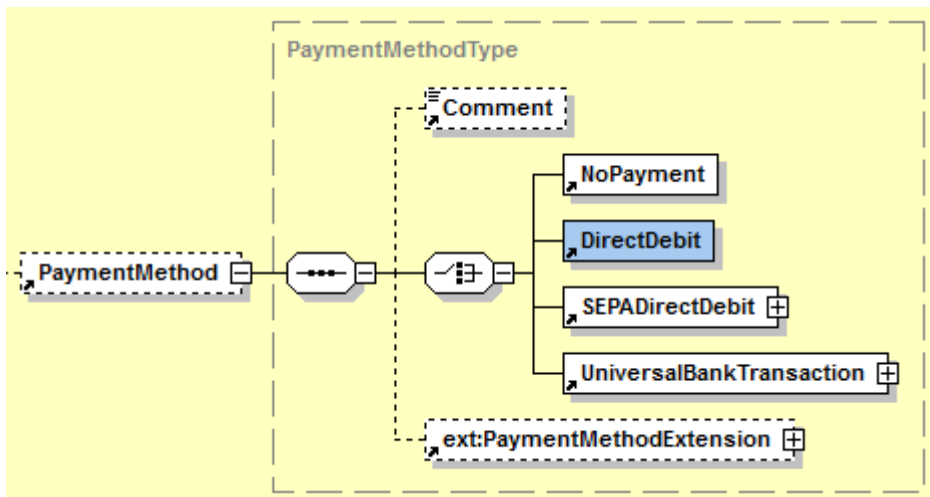 PaymentMethodType
Comment
NoPayment
DirectDebit
PaymentMethod
SEPADirectDebit
UniversalBankTransaction
ext:PaymentMethodExtension